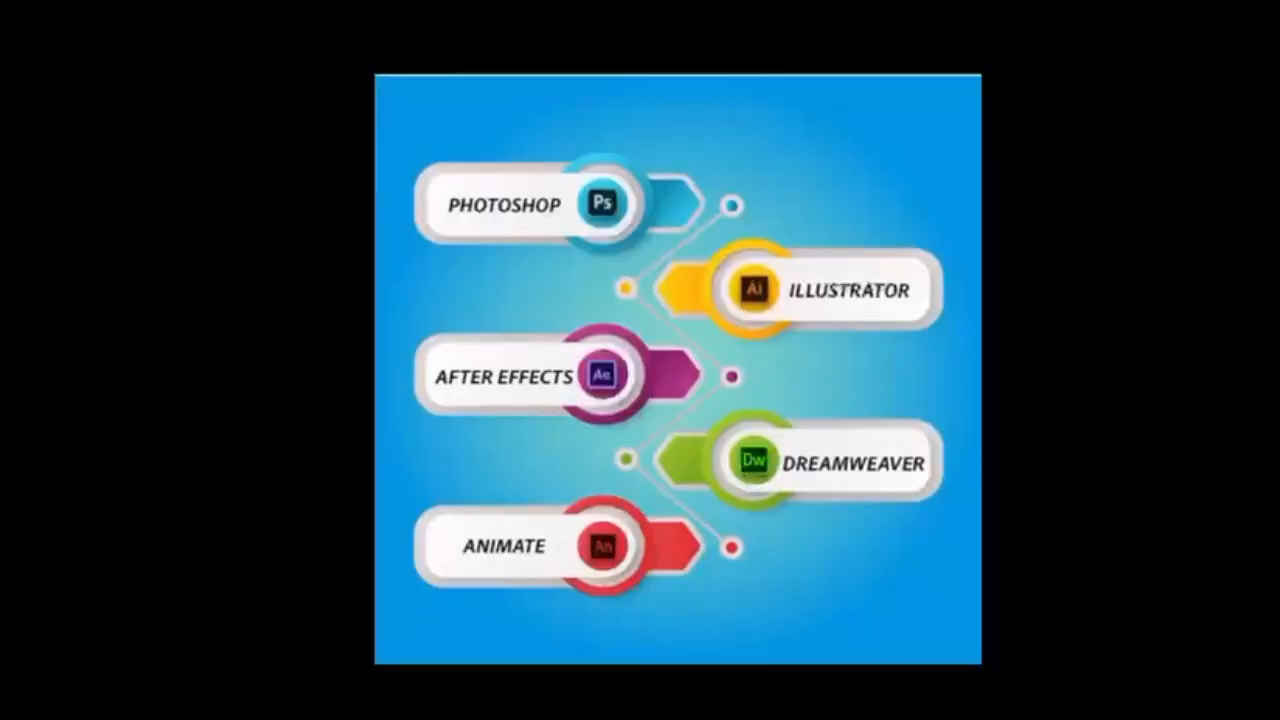 PHOTOSHOP Ps
Ai ILLUSTRATOR
AFTER EFFECTS Ae
Dw DREAMWEAVER
ANIMATE An